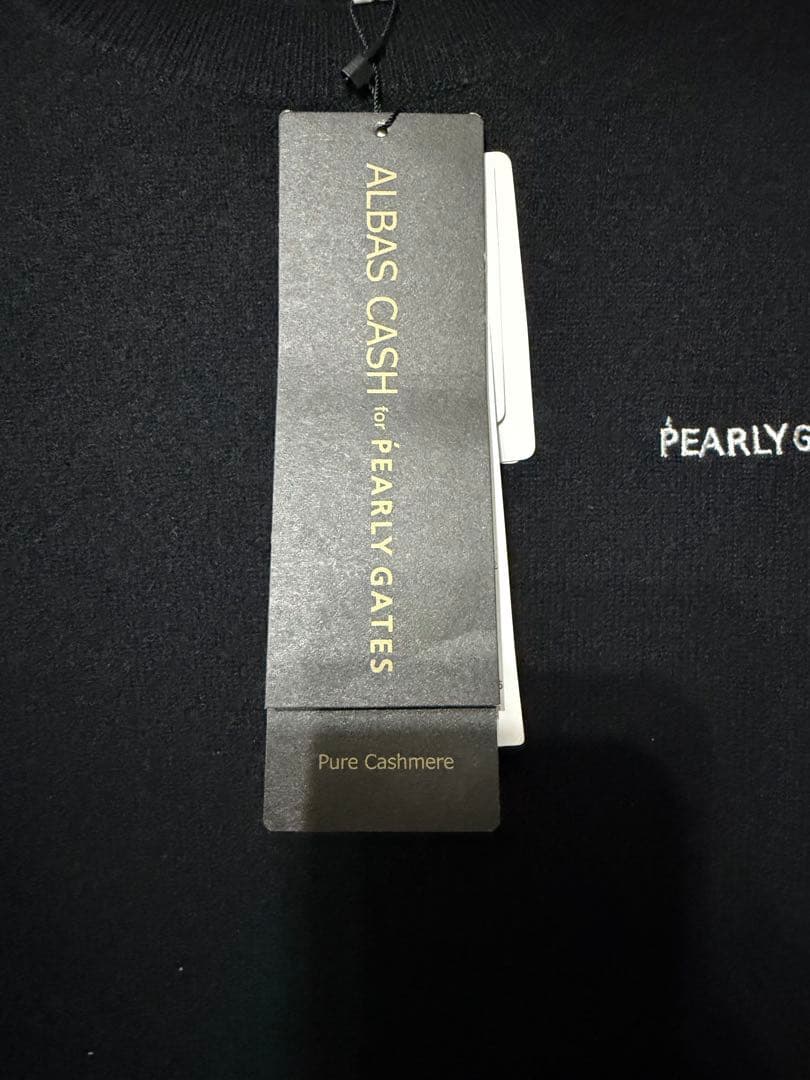 ALBAS CASH for PEARLY GATES
Pure Cashmere
PEARLY G